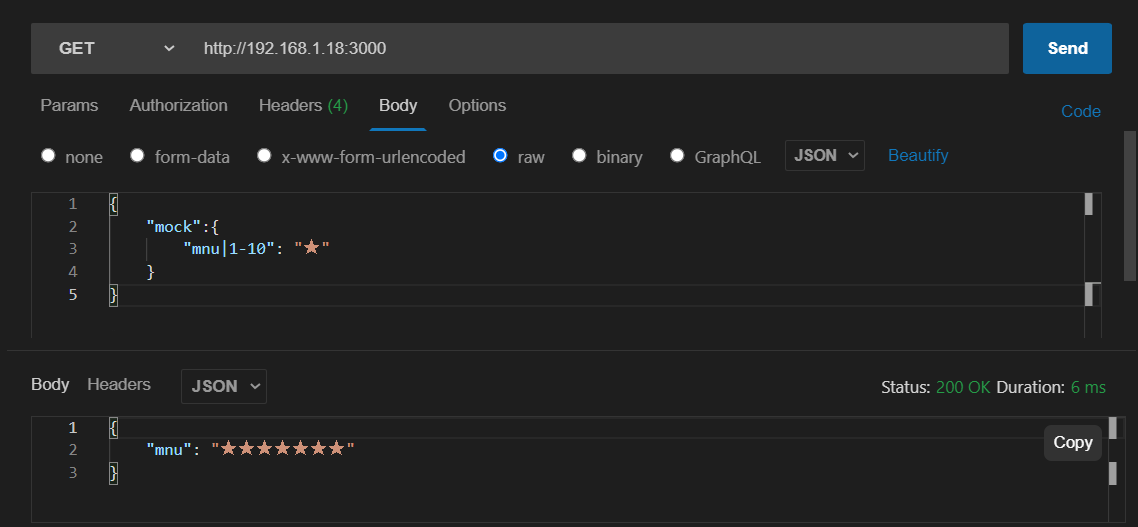 GET http://192.168.1.18:3000 Send
Params Authorization Headers (4) Body Options Code
none form-data x-www-form-urlencoded raw binary GraphQL JSON Beautify
1 {
2 "mock":{
3 "mnu|1-10": "★"
4 }
5 }
Body Headers JSON Status: 200 OK Duration: 6 ms
1 {
2 "mnu": "★★★★★★★"
3 }
Copy